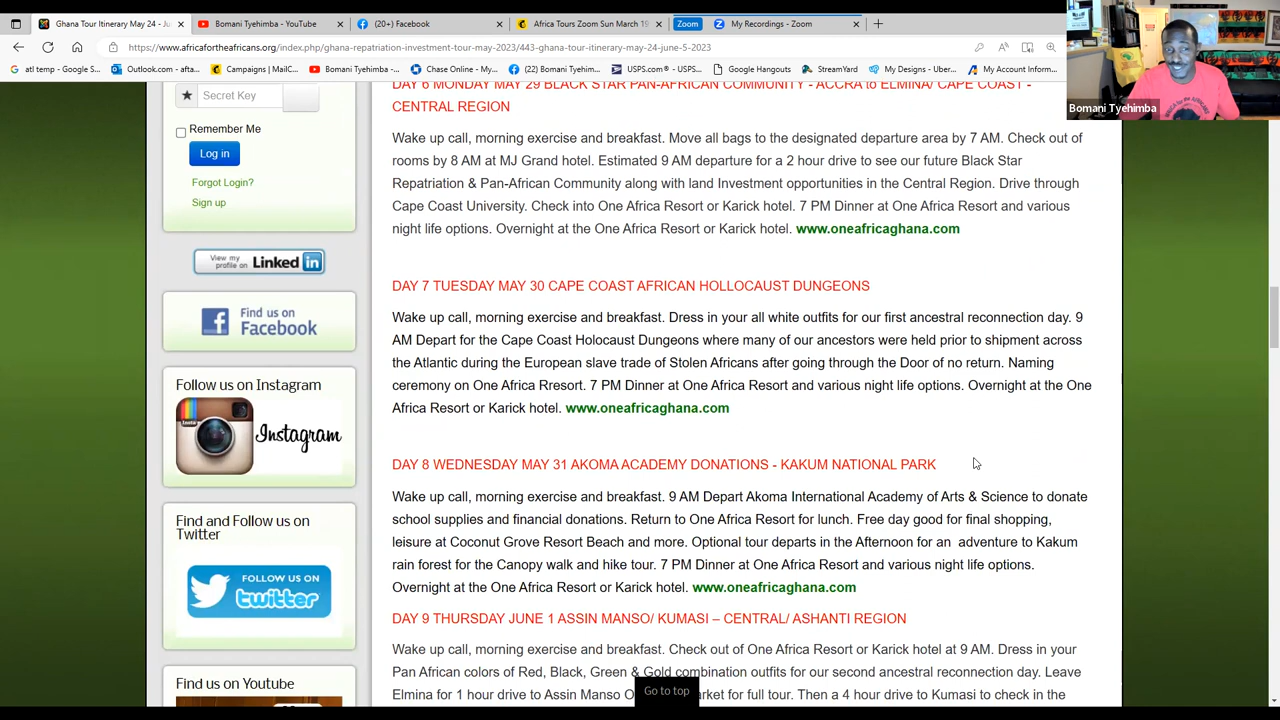 Ghana Tour Itinerary May 24 - Jun
Bomani Tyehimba - YouTube
(20+) Facebook
Africa Tours Zoom Sun March 19
Zoom
My Recordings - Zoom
https://www.africafortheafricans.org/index.php/ghana-repatriation-investment-tour-may-2023/443-ghana-tour-itinerary-may-24-june-5-2023
atl temp - Google S...
Outlook.com - afta...
Campaigns | MailC...
Bomani Tyehimba -...
Chase Online - My...
(22) Bomani Tyehim...
USPS.com® - USPS...
Google Hangouts
StreamYard
My Designs - Uber...
My Account Inform...
Bomani Tyehimba
Secret Key
Remember Me
Log in
Forgot Login?
Sign up
View my
profile on Linked in
Find us on
Facebook
Follow us on Instagram
Instagram
Find and Follow us on
Twitter
FOLLOW US ON
twitter
Find us on Youtube
DAY 6 MONDAY MAY 29 BLACK STAR PAN-AFRICAN COMMUNITY - ACCRA to ELMINA/ CAPE COAST -
CENTRAL REGION
Wake up call, morning exercise and breakfast. Move all bags to the designated departure area by 7 AM. Check out of
rooms by 8 AM at MJ Grand hotel. Estimated 9 AM departure for a 2 hour drive to see our future Black Star
Repatriation & Pan-African Community along with land Investment opportunities in the Central Region. Drive through
Cape Coast University. Check into One Africa Resort or Karick hotel. 7 PM Dinner at One Africa Resort and various
night life options. Overnight at the One Africa Resort or Karick hotel. www.oneafricaghana.com
DAY 7 TUESDAY MAY 30 CAPE COAST AFRICAN HOLLOCAUST DUNGEONS
Wake up call, morning exercise and breakfast. Dress in your all white outfits for our first ancestral reconnection day. 9
AM Depart for the Cape Coast Holocaust Dungeons where many of our ancestors were held prior to shipment across
the Atlantic during the European slave trade of Stolen Africans after going through the Door of no return. Naming
ceremony on One Africa Rresort. 7 PM Dinner at One Africa Resort and various night life options. Overnight at the One
Africa Resort or Karick hotel. www.oneafricaghana.com
DAY 8 WEDNESDAY MAY 31 AKOMA ACADEMY DONATIONS - KAKUM NATIONAL PARK
Wake up call, morning exercise and breakfast. 9 AM Depart Akoma International Academy of Arts & Science to donate
school supplies and financial donations. Return to One Africa Resort for lunch. Free day good for final shopping,
leisure at Coconut Grove Resort Beach and more. Optional tour departs in the Afternoon for an adventure to Kakum
rain forest for the Canopy walk and hike tour. 7 PM Dinner at One Africa Resort and various night life options.
Overnight at the One Africa Resort or Karick hotel. www.oneafricaghana.com
DAY 9 THURSDAY JUNE 1 ASSIN MANSO/ KUMASI – CENTRAL/ ASHANTI REGION
Wake up call, morning exercise and breakfast. Check out of One Africa Resort or Karick hotel at 9 AM. Dress in your
Pan African colors of Red, Black, Green & Gold combination outfits for our second ancestral reconnection day. Leave
Elmina for 1 hour drive to Assin Manso arket for full tour. Then a 4 hour drive to Kumasi to check in the
Go to top